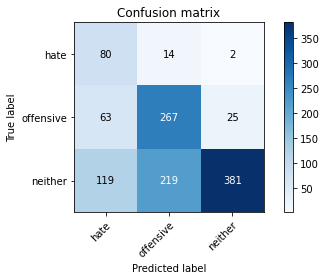 Confusion matrix
True label
hate 80 14 2
offensive 63 267 25
neither 119 219 381
hate offensive neither
Predicted label
350
300
250
200
150
100
50